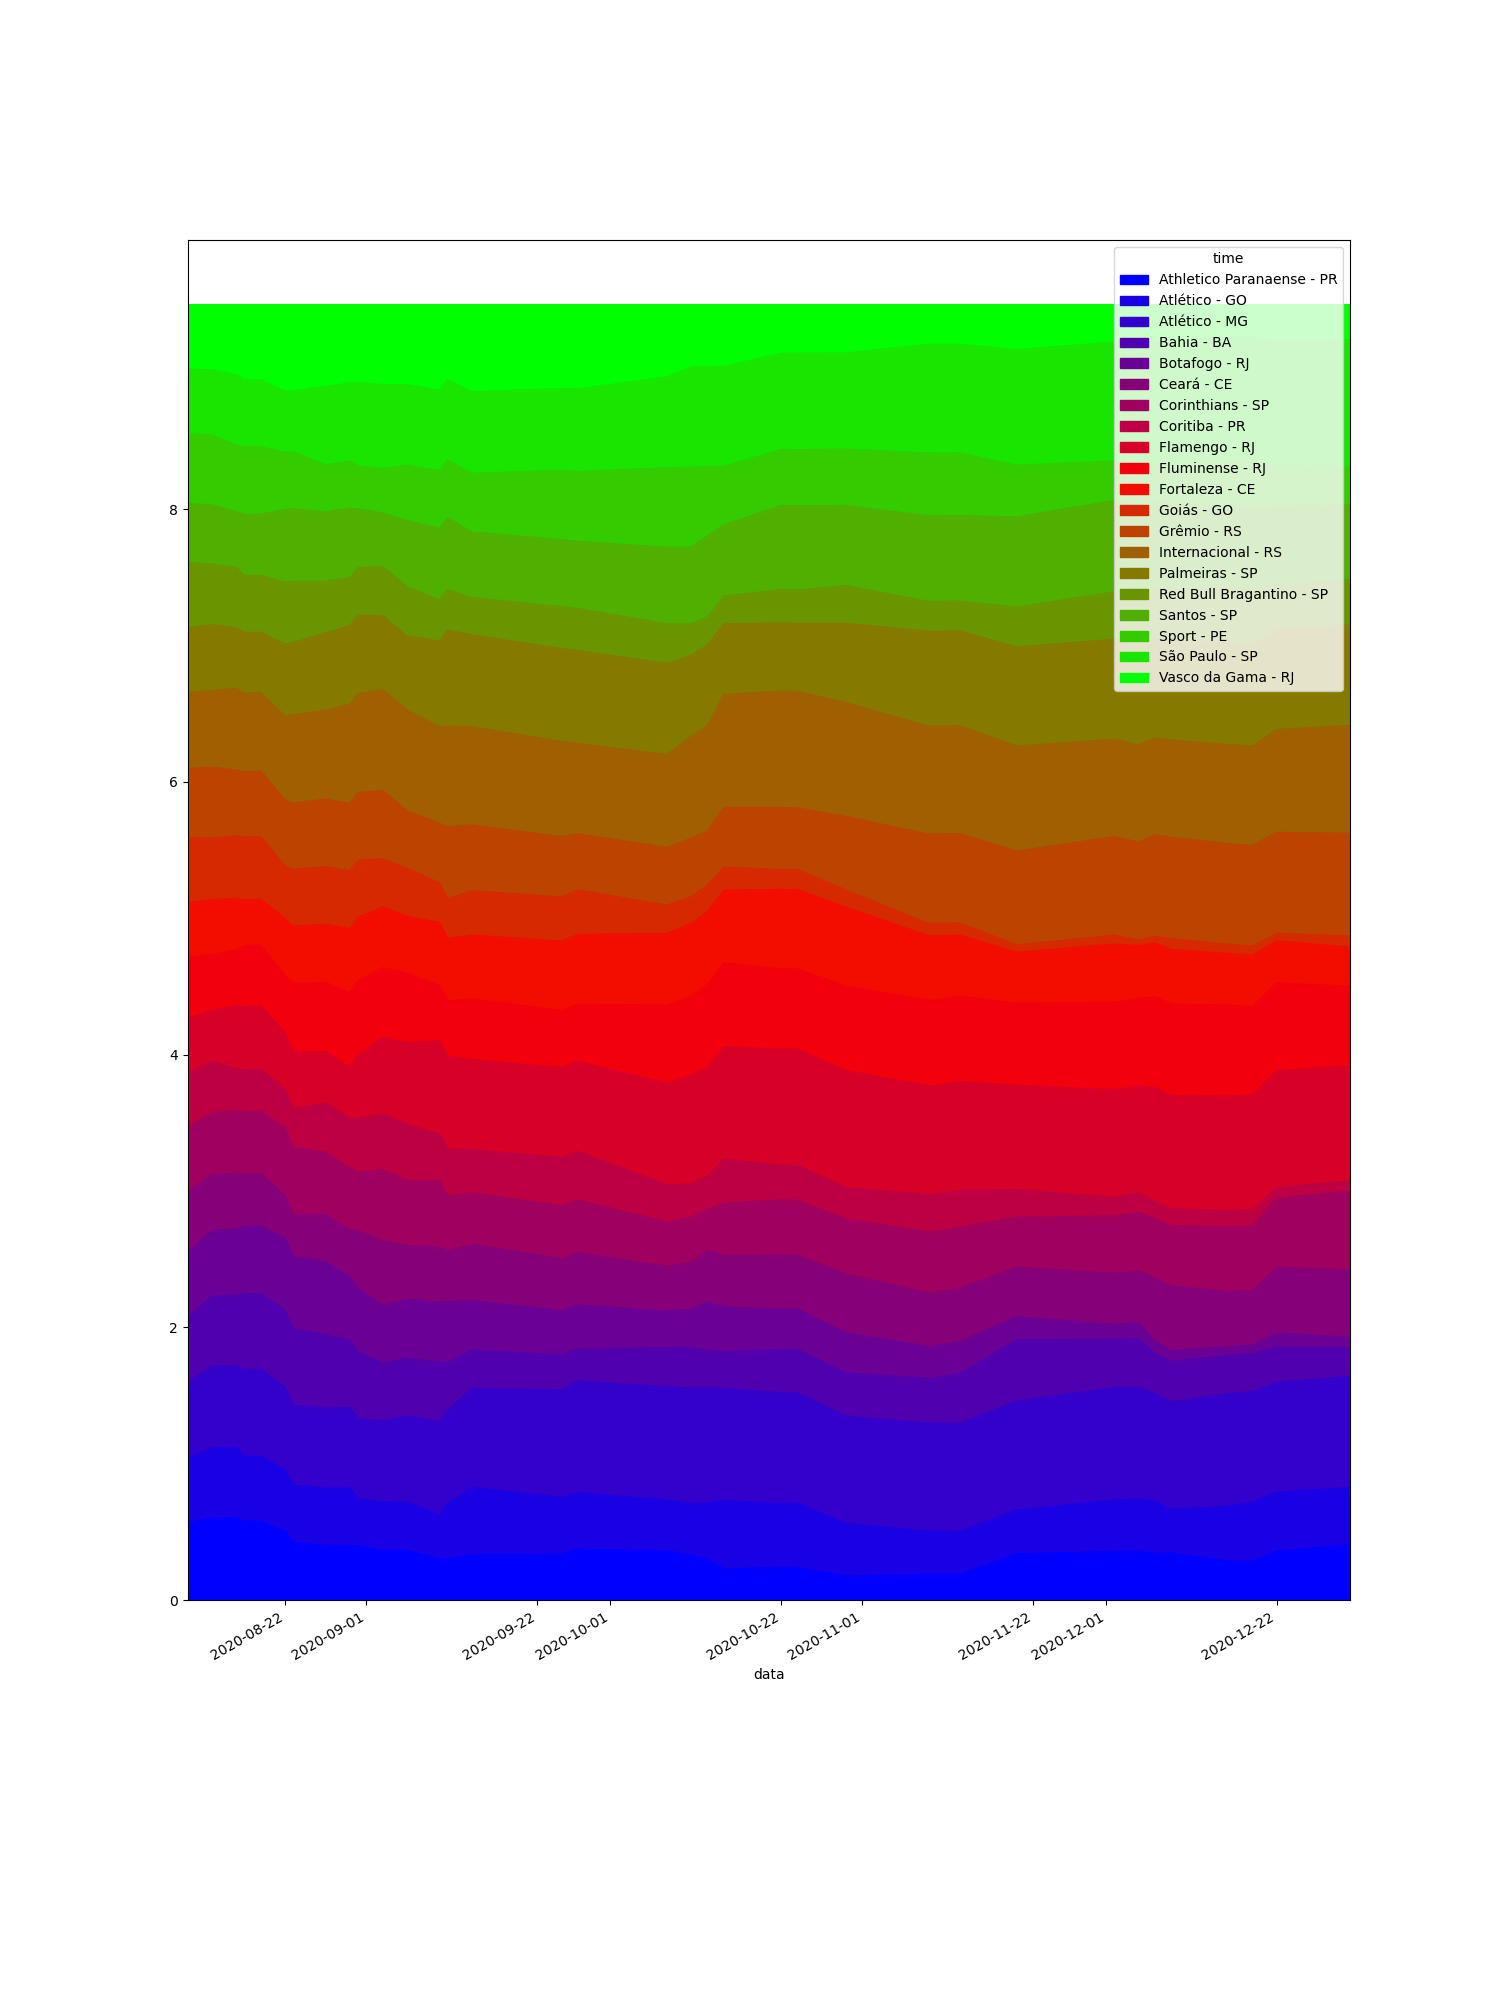 time
Athletico Paranaense - PR
Atlético - GO
Atlético - MG
Bahia - BA
Botafogo - RJ
Ceará - CE
Corinthians - SP
Coritiba - PR
Flamengo - RJ
Fluminense - RJ
Fortaleza - CE
Goiás - GO
Grêmio - RS
Internacional - RS
Palmeiras - SP
Red Bull Bragantino - SP
Santos - SP
Sport - PE
São Paulo - SP
Vasco da Gama - RJ
8
6
4
2
0
2020-08-22
2020-09-01
2020-09-22
2020-10-01
2020-10-22
2020-11-01
2020-11-22
2020-12-01
2020-12-22
data